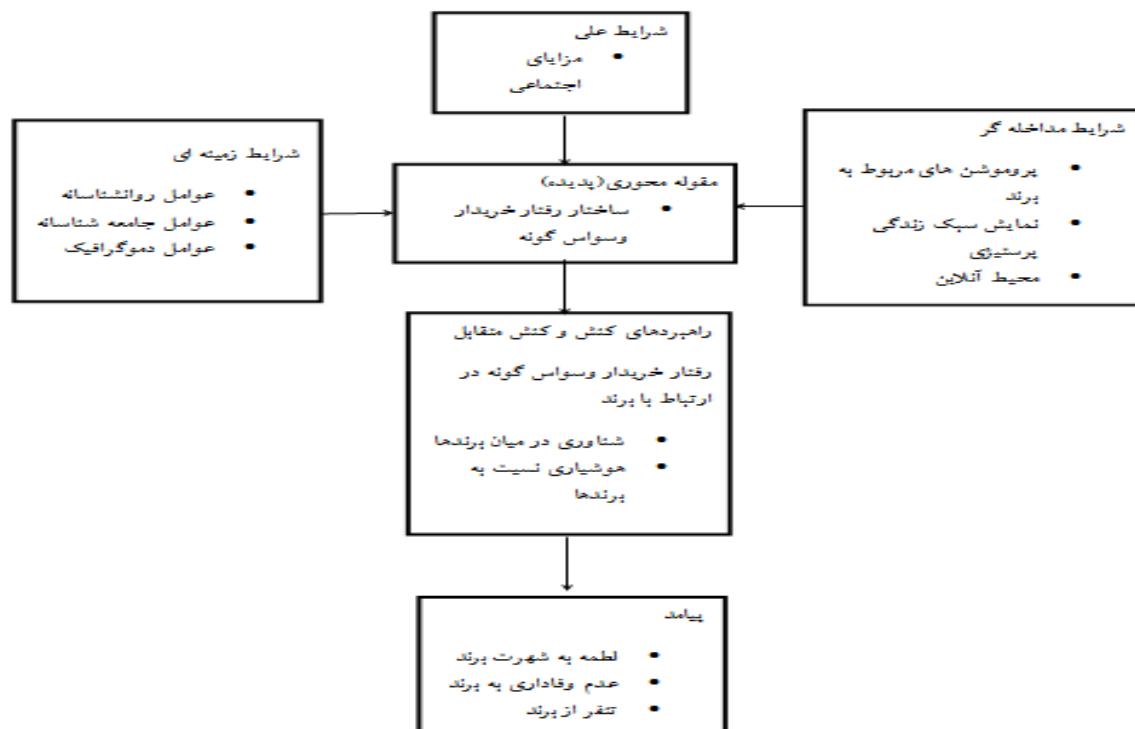 شرایط علی
• مزایای
اجتماعی
شرایط مداخله گر
• پروموشن های مربوط به
برند
• نمایش سبک زندگی
پرستیژی
• محیط آنلاین
شرایط زمینه ای
• عوامل روانشناسانه
• عوامل جامعه شناسانه
• عوامل دموگرافیک
مقوله محوری(پدیده)
• ساختار رفتار خریدار
وسواس گونه
راهبردهای کنش و کنش متقابل
رفتار خریدار وسواس گونه در
ارتباط با برند
• شناوری در میان برندها
• هوشیاری نسبت به
برندها
پیامد
• لطمه به شهرت برند
• عدم وفاداری به برند
• تنفر از برند